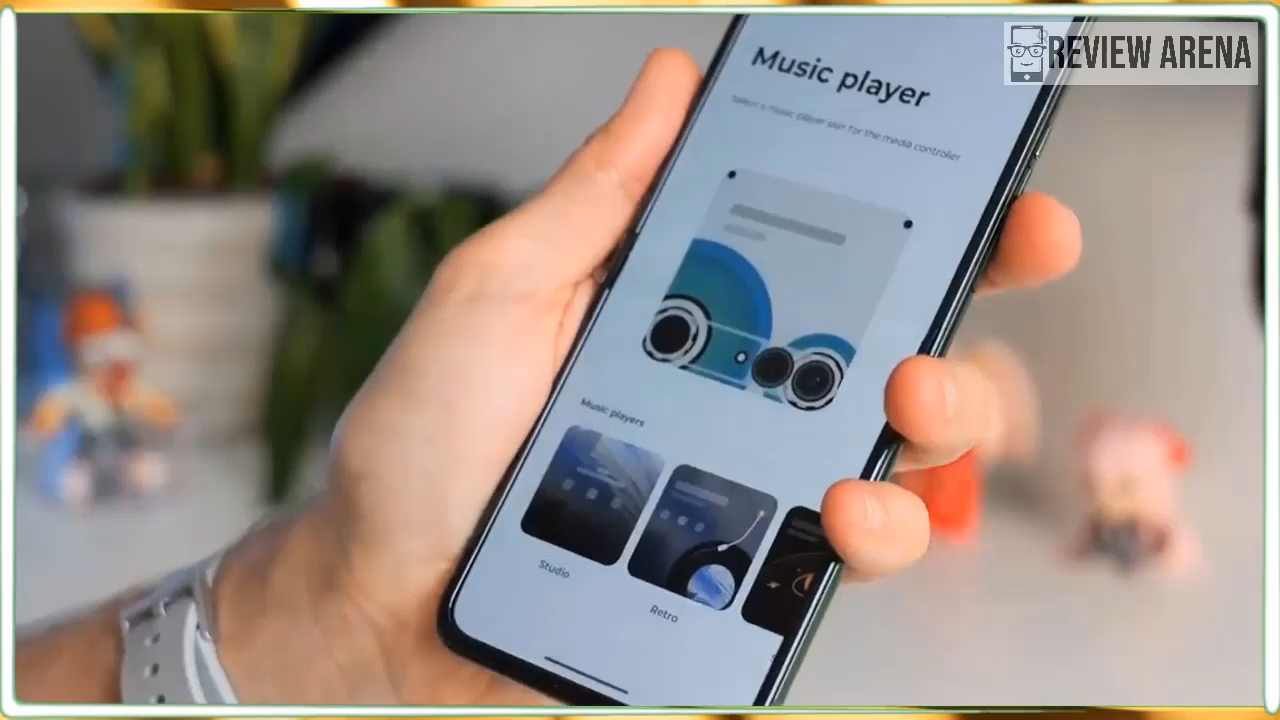 REVIEW ARENA
Music player
Select a music player skin for the media controller
Music players
Studio
Retro